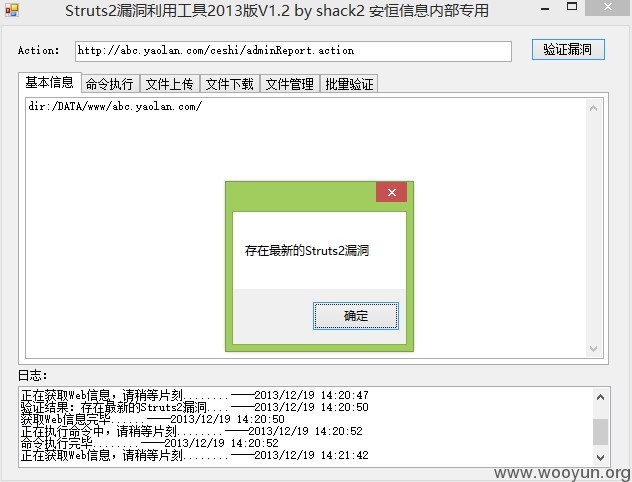 Struts2漏洞利用工具2013版V1.2 by shack2 安恒信息内部专用
Action: http://abc.yaolan.com/ceshi/adminReport.action 验证漏洞
基本信息 命令执行 文件上传 文件下载 文件管理 批量验证
dir:/DATA/www/abc.yaolan.com/
存在最新的Struts2漏洞
确定
日志:
正在获取Web信息，请稍等片刻........——2013/12/19 14:20:47
验证结果: 存在最新的Struts2漏洞....——2013/12/19 14:20:50
获取Web信息完毕......——2013/12/19 14:20:50
正在执行命令中，请稍等片刻........——2013/12/19 14:20:52
命令执行完毕........——2013/12/19 14:20:52
正在获取Web信息，请稍等片刻........——2013/12/19 14:21:42
www.wooyun.org